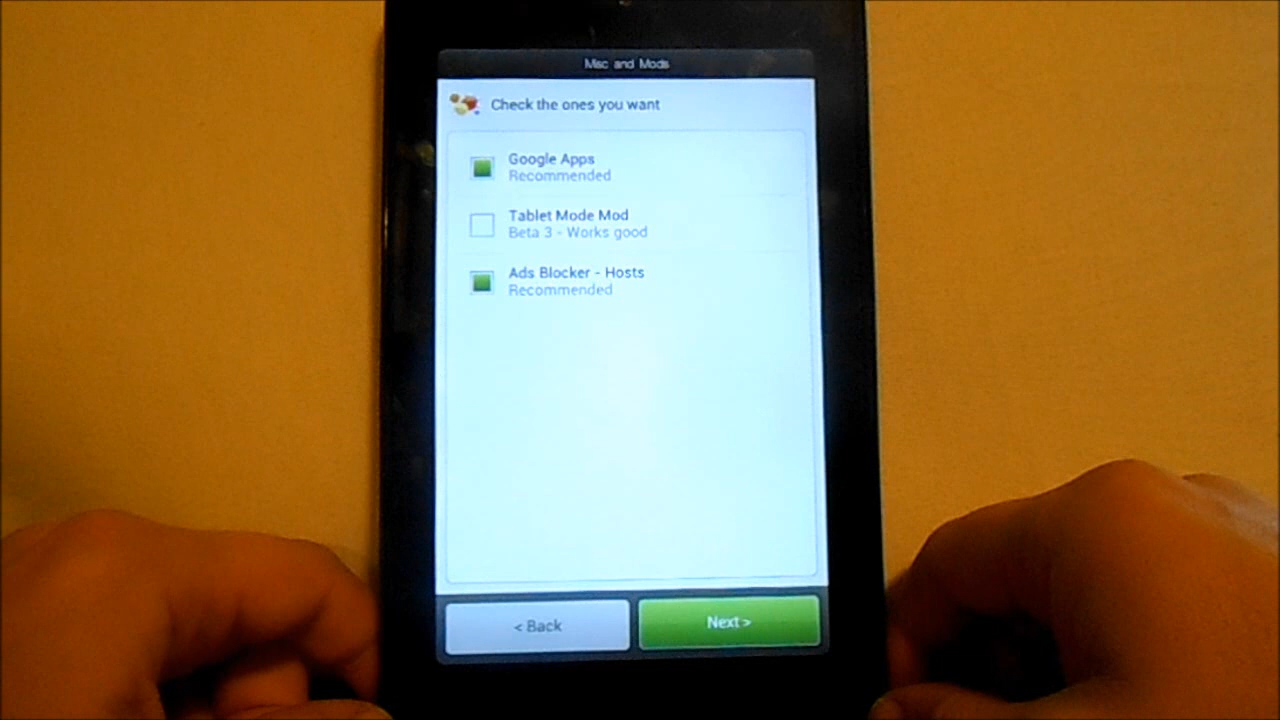 Misc and Mods
Check the ones you want
Google Apps
Recommended
Tablet Mode Mod
Beta 3 - Works good
Ads Blocker - Hosts
Recommended
< Back
Next >